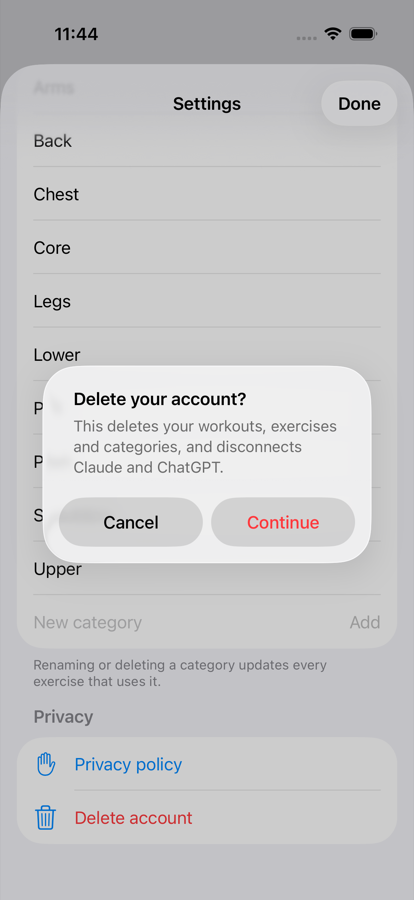 11:44
Arms
Settings
Done
Back
Chest
Core
Legs
Lower
Delete your account?
This deletes your workouts, exercises
and categories, and disconnects
Claude and ChatGPT.
Cancel
Continue
Upper
New category
Add
Renaming or deleting a category updates every
exercise that uses it.
Privacy
Privacy policy
Delete account